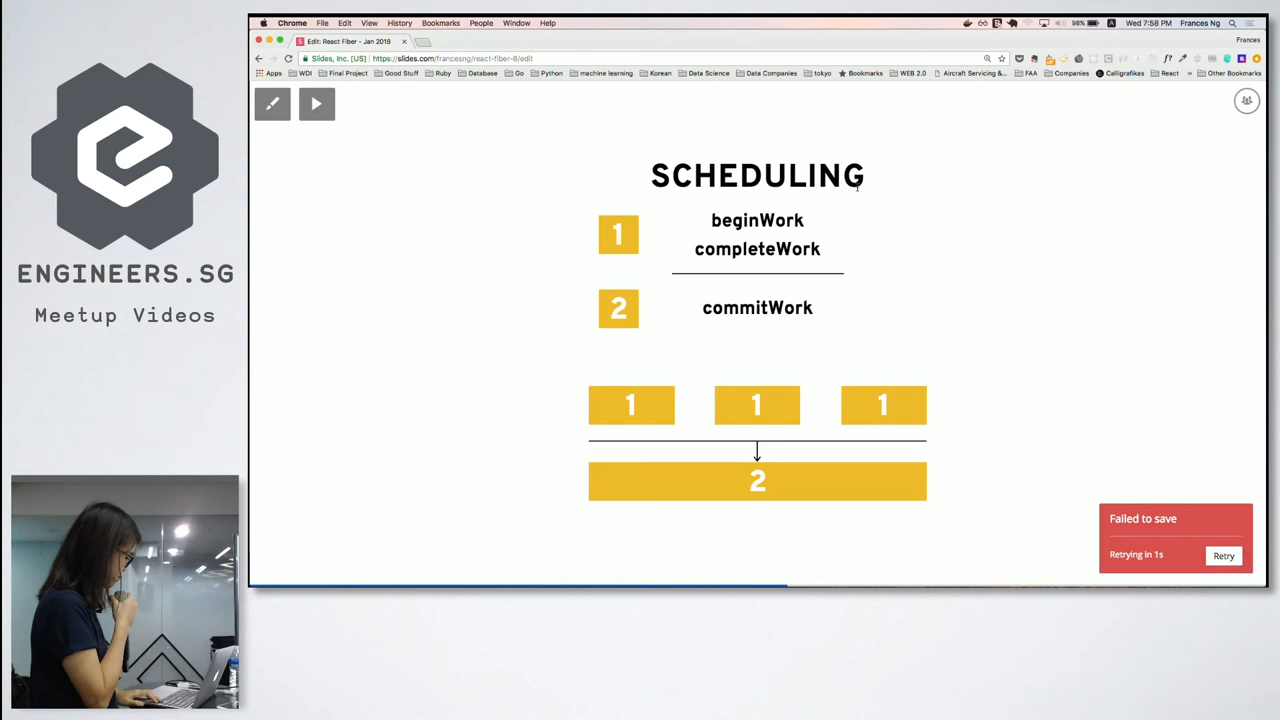 Chrome File Edit View History Bookmarks People Window Help
98% Wed 7:58 PM Frances Ng
Edit: React Fiber - Jan 2018
Frances
Slides, Inc. [US] https://slides.com/francesng/react-fiber-6/edit
Apps WDI Final Project Good Stuff Ruby Database Go Python machine learning Korean Data Science Data Companies tokyo Bookmarks WEB 2.0 Aircraft Servicing &... FAA Companies Calligrafikas React Other Bookmarks
SCHEDULING
1 beginWork
completeWork
2 commitWork
1 1 1
2
Failed to save
Retrying in 1s Retry
ENGINEERS.SG
Meetup Videos